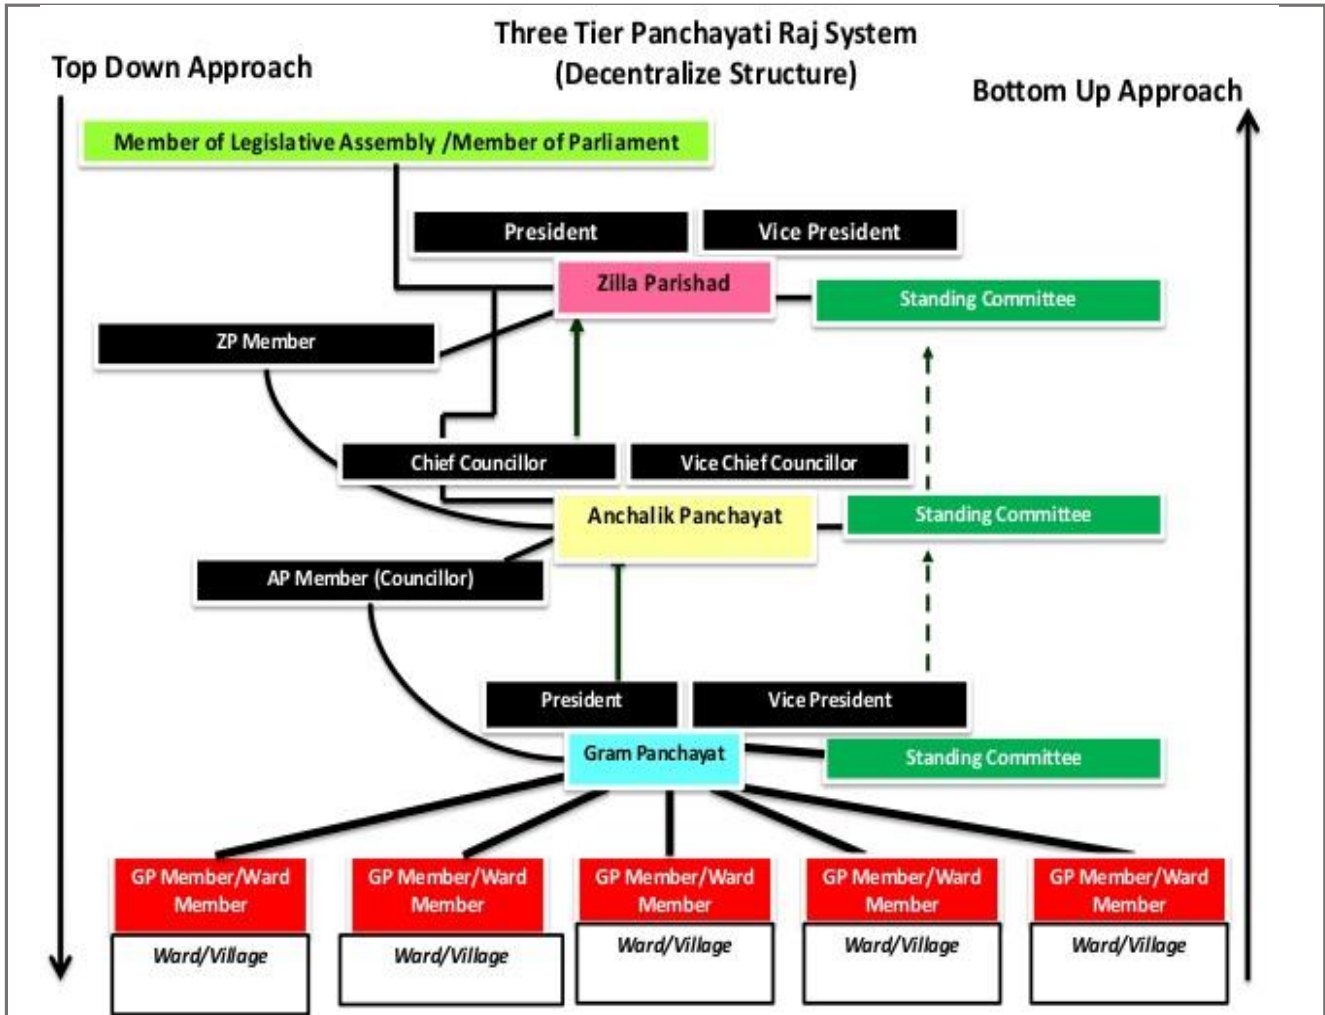 Three Tier Panchayati Raj System
(Decentralize Structure)
Top Down Approach
Bottom Up Approach
Member of Legislative Assembly /Member of Parliament
President
Vice President
Zilla Parishad
Standing Committee
ZP Member
Chief Councillor
Vice Chief Councillor
Anchalik Panchayat
Standing Committee
AP Member (Councillor)
President
Vice President
Gram Panchayat
Standing Committee
GP Member/Ward
Member
Ward/Village
GP Member/Ward
Member
Ward/Village
GP Member/Ward
Member
Ward/Village
GP Member/Ward
Member
Ward/Village
GP Member/Ward
Member
Ward/Village